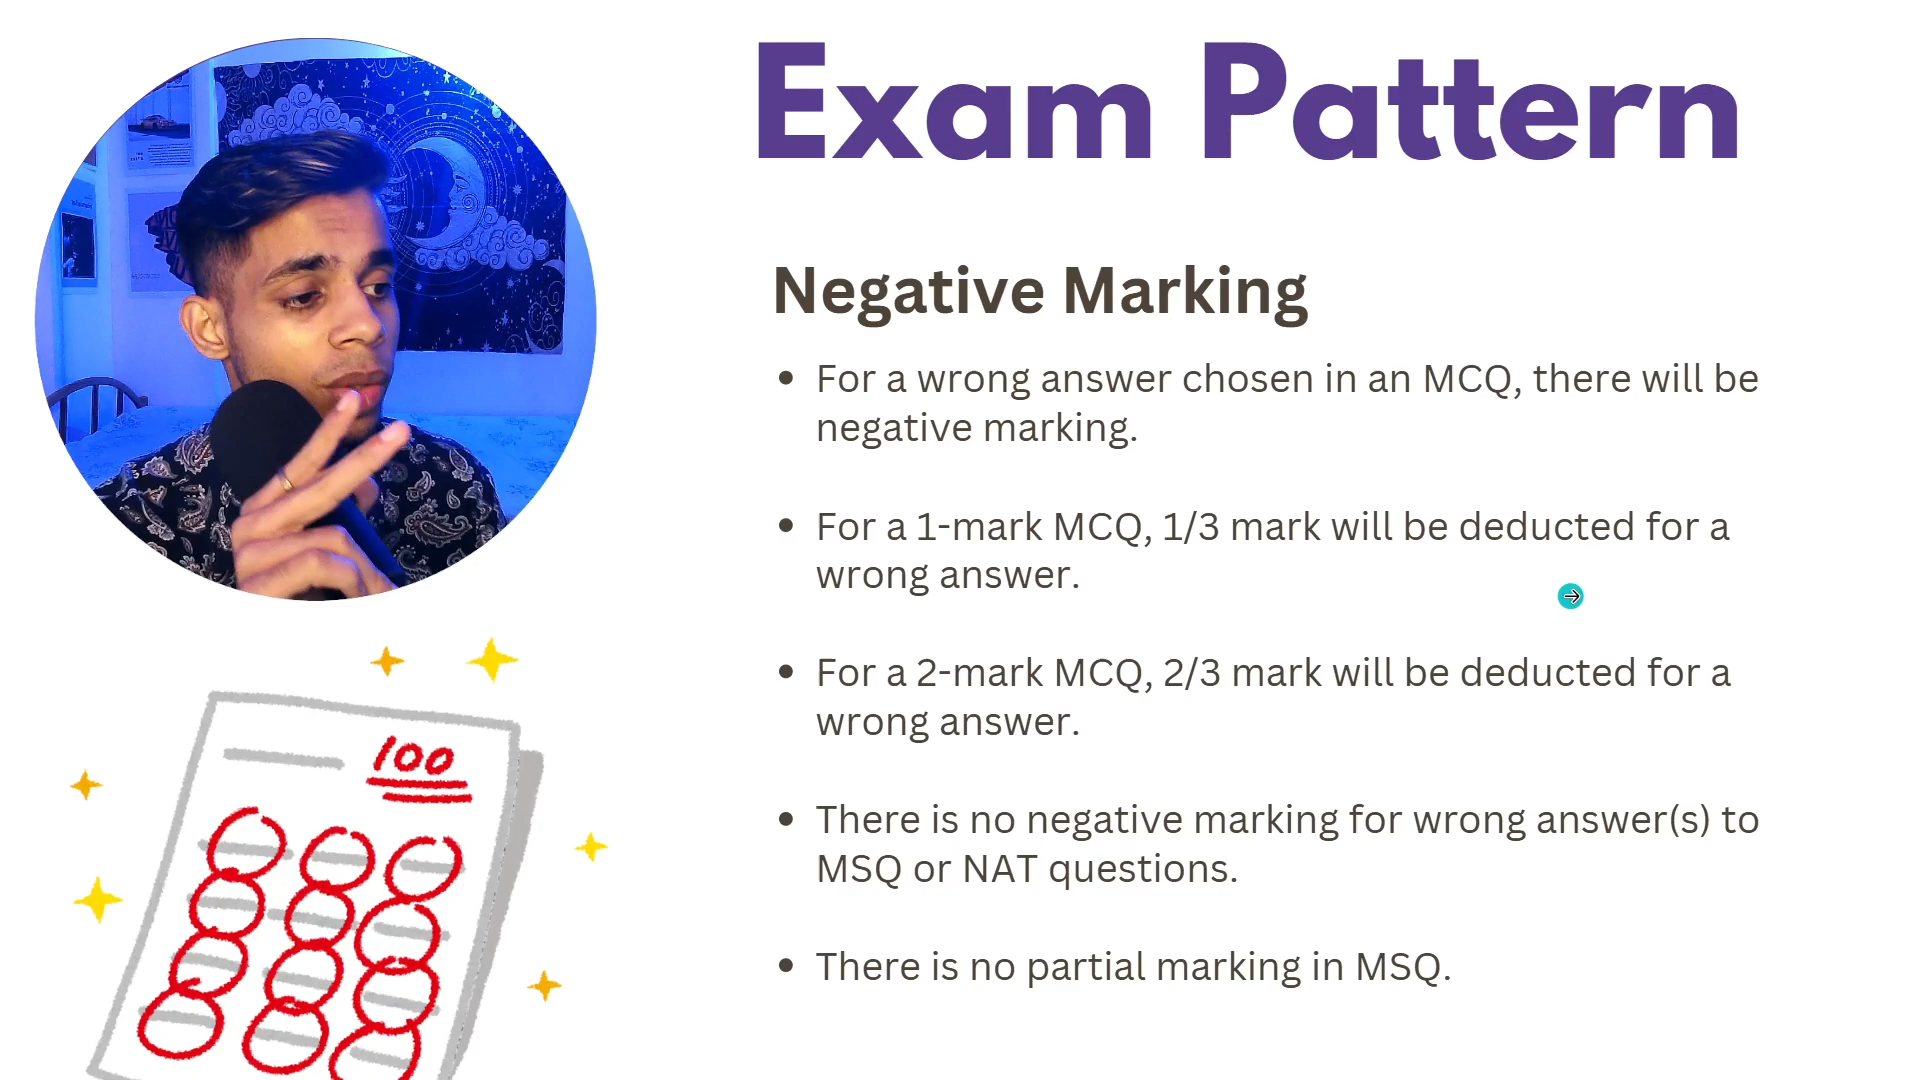 Exam Pattern
Negative Marking
• For a wrong answer chosen in an MCQ, there will be
negative marking.
• For a 1-mark MCQ, 1/3 mark will be deducted for a
wrong answer.
• For a 2-mark MCQ, 2/3 mark will be deducted for a
wrong answer.
• There is no negative marking for wrong answer(s) to
MSQ or NAT questions.
• There is no partial marking in MSQ.
100